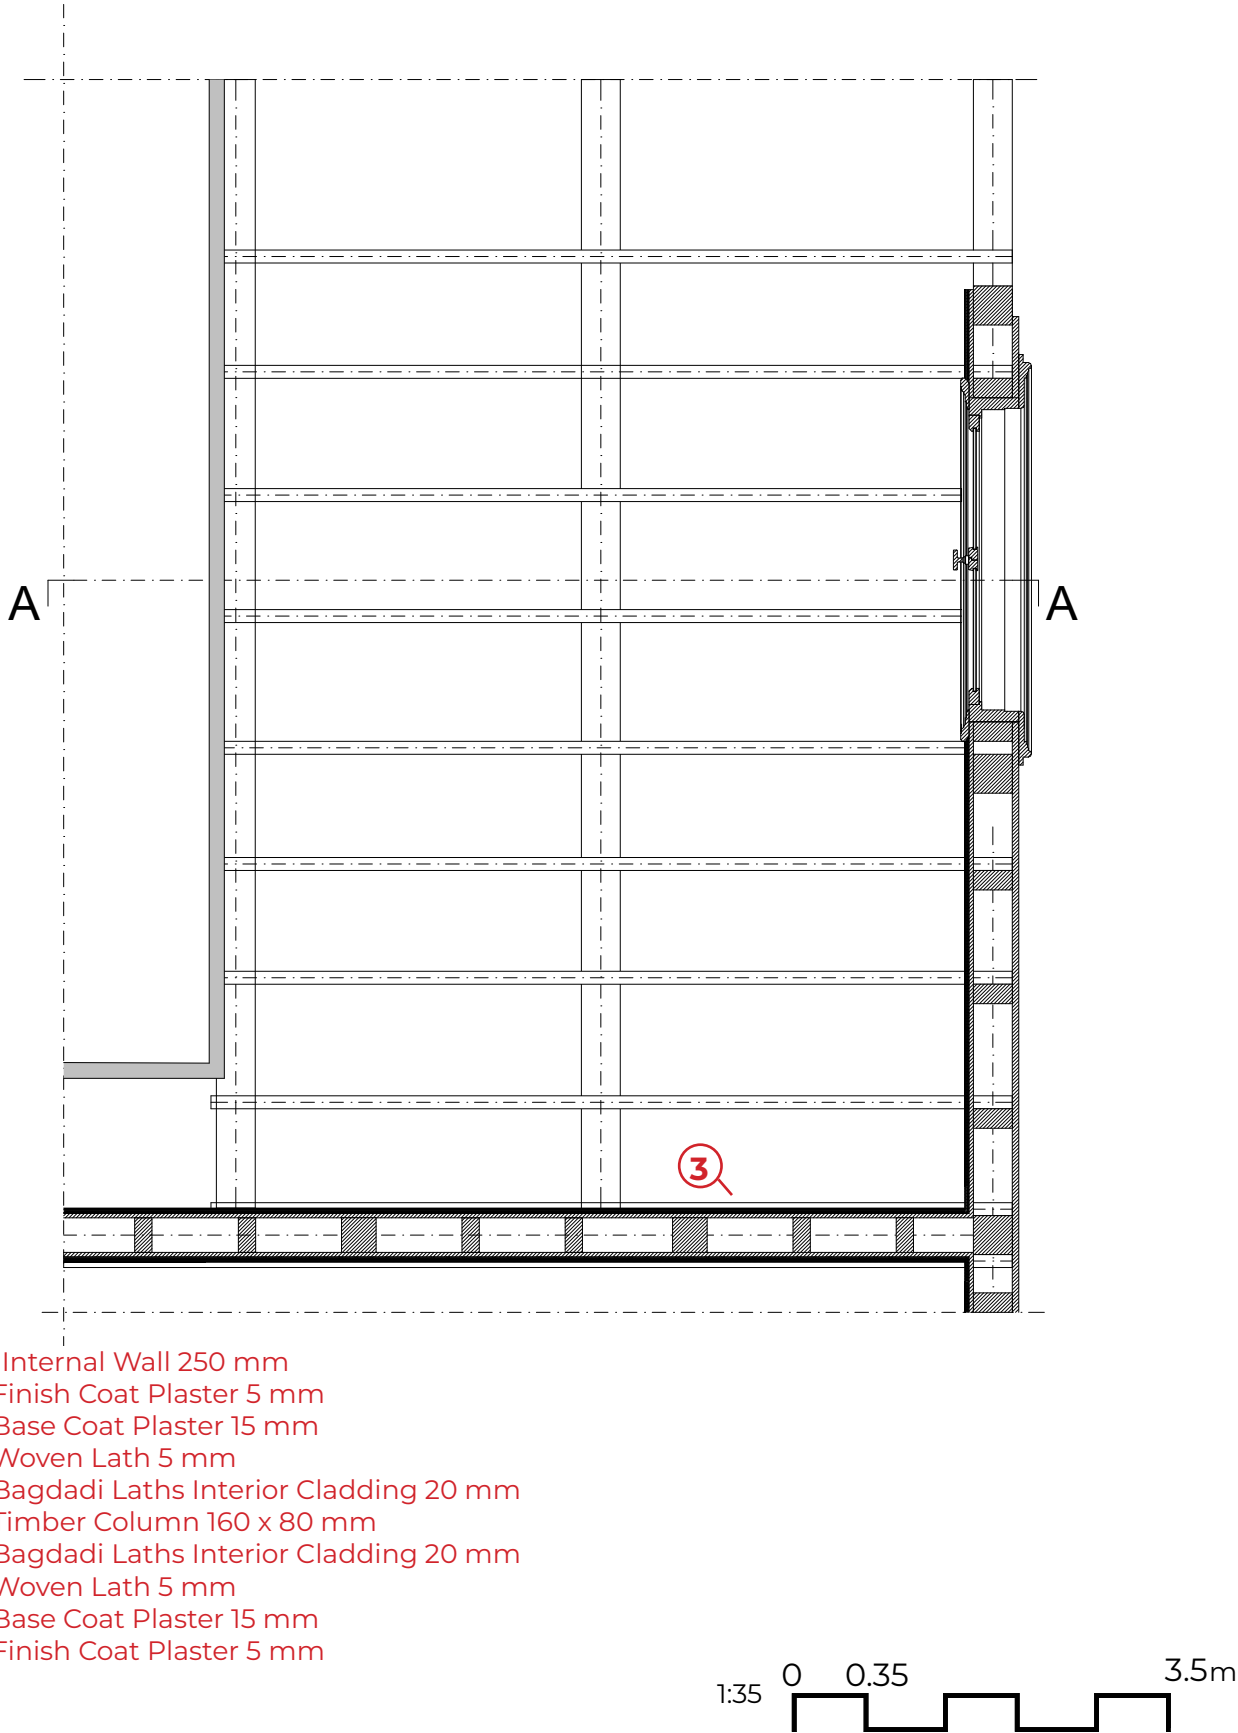 A
A
3
Internal Wall 250 mm
Finish Coat Plaster 5 mm
Base Coat Plaster 15 mm
Woven Lath 5 mm
Bagdadi Laths Interior Cladding 20 mm
Timber Column 160 x 80 mm
Bagdadi Laths Interior Cladding 20 mm
Woven Lath 5 mm
Base Coat Plaster 15 mm
Finish Coat Plaster 5 mm
1:35 0 0.35 3.5m